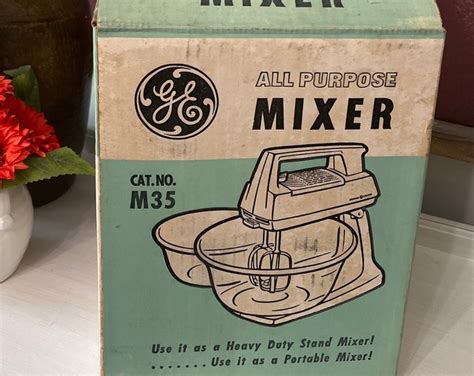 MIXER
GE
ALL PURPOSE
MIXER
CAT. NO.
M35
Use it as a Heavy Duty Stand Mixer!
....... Use it as a Portable Mixer!